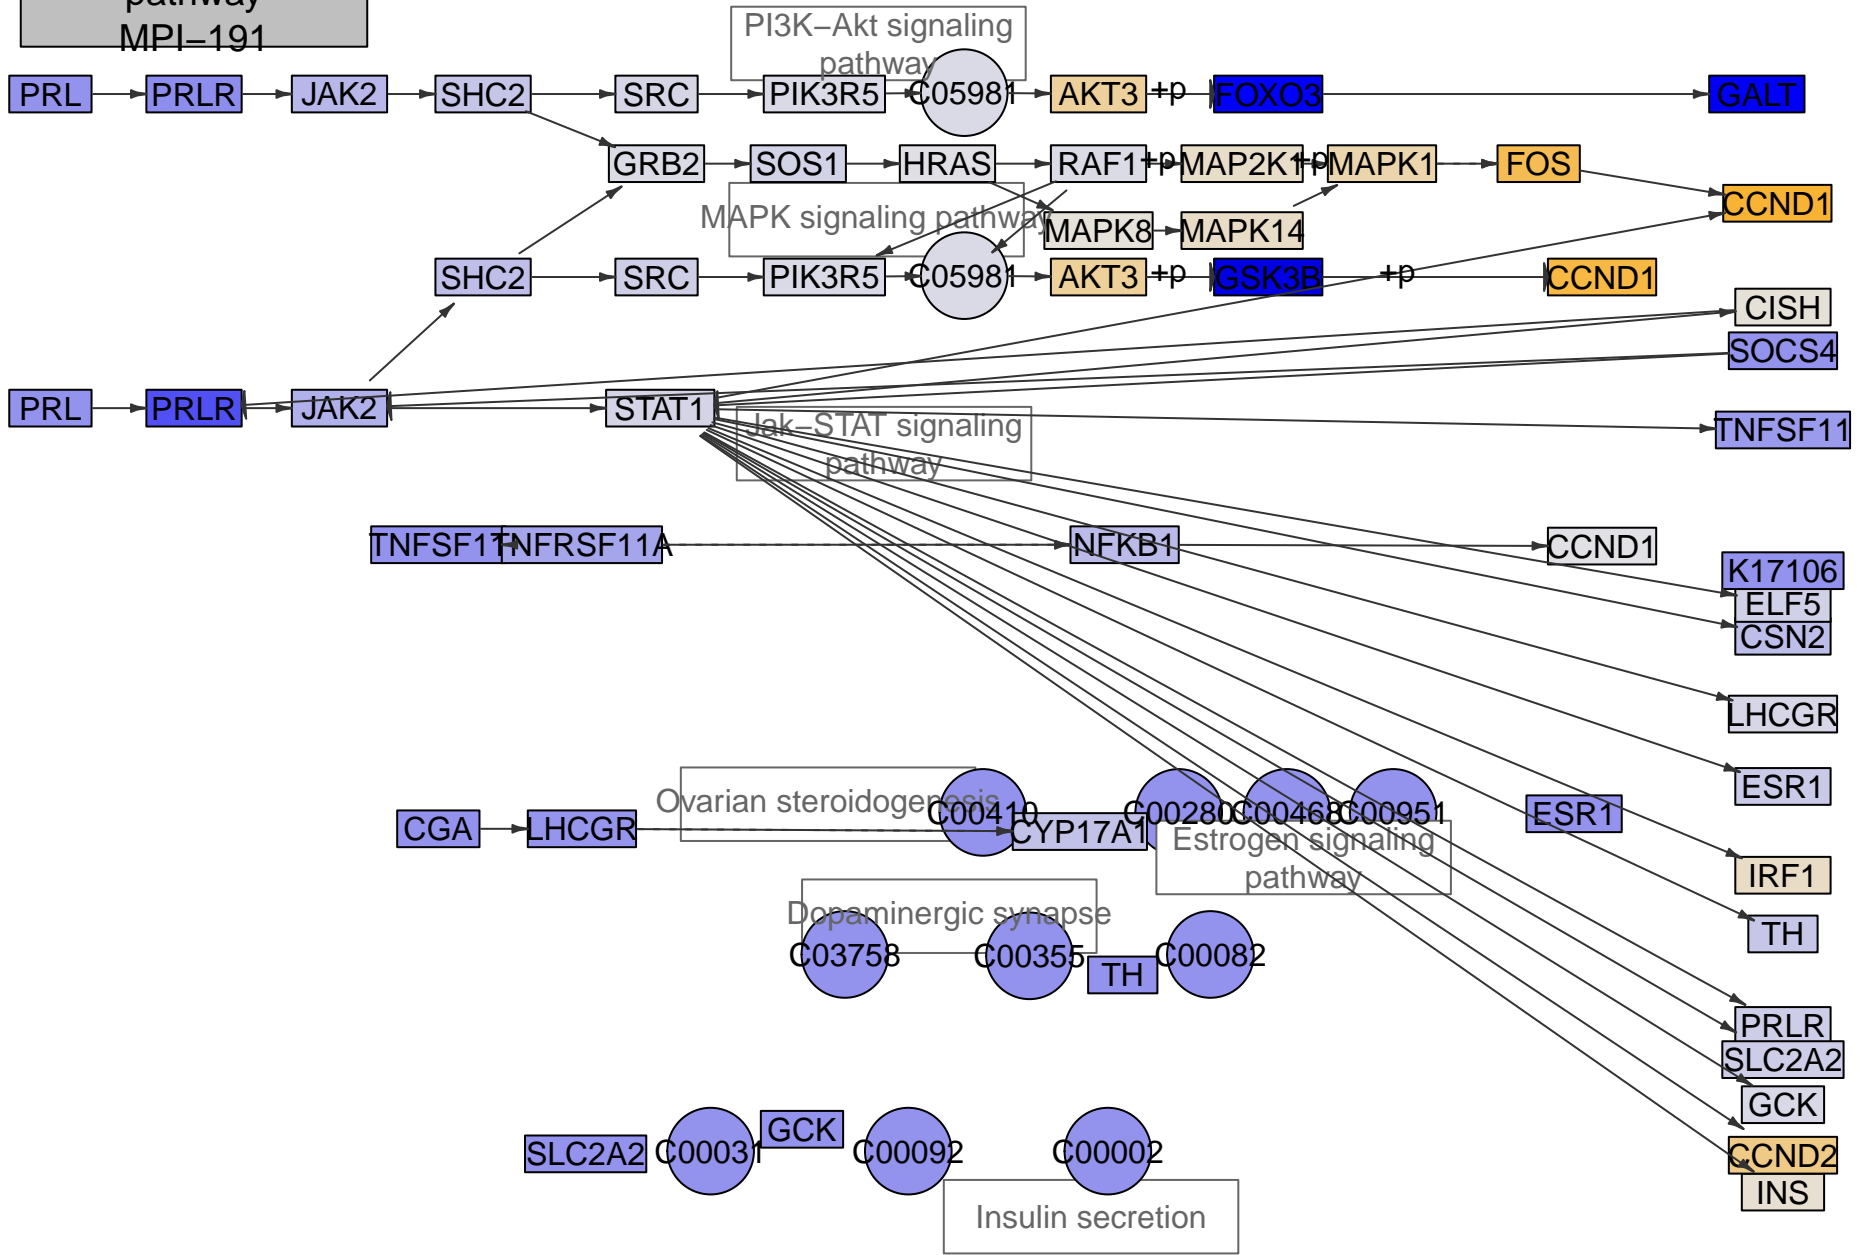 pathway
MPI−191
PI3K−Akt signaling
pathway
PRL
PRLR
JAK2
SHC2
SRC
PIK3R5
C05981
AKT3
+p
FOXO3
GALT
GRB2
SOS1
HRAS
RAF1
+p
MAP2K1
+p
MAPK1
FOS
CCND1
MAPK signaling pathway
MAPK8
MAPK14
SHC2
SRC
PIK3R5
C05981
AKT3
+p
GSK3B
+p
CCND1
CISH
SOCS4
PRL
PRLR
JAK2
STAT1
Jak−STAT signaling
pathway
TNFSF11
TNFSF11
TNFRSF11A
NFKB1
CCND1
K17106
ELF5
CSN2
LHCGR
ESR1
Ovarian steroidogenesis
C00410
C00280
C00468
C00951
ESR1
CGA
LHCGR
CYP17A1
Estrogen signaling
pathway
IRF1
Dopaminergic synapse
TH
C03758
C00355
TH
C00082
PRLR
SLC2A2
GCK
SLC2A2
C00031
GCK
C00092
C00002
CCND2
INS
Insulin secretion